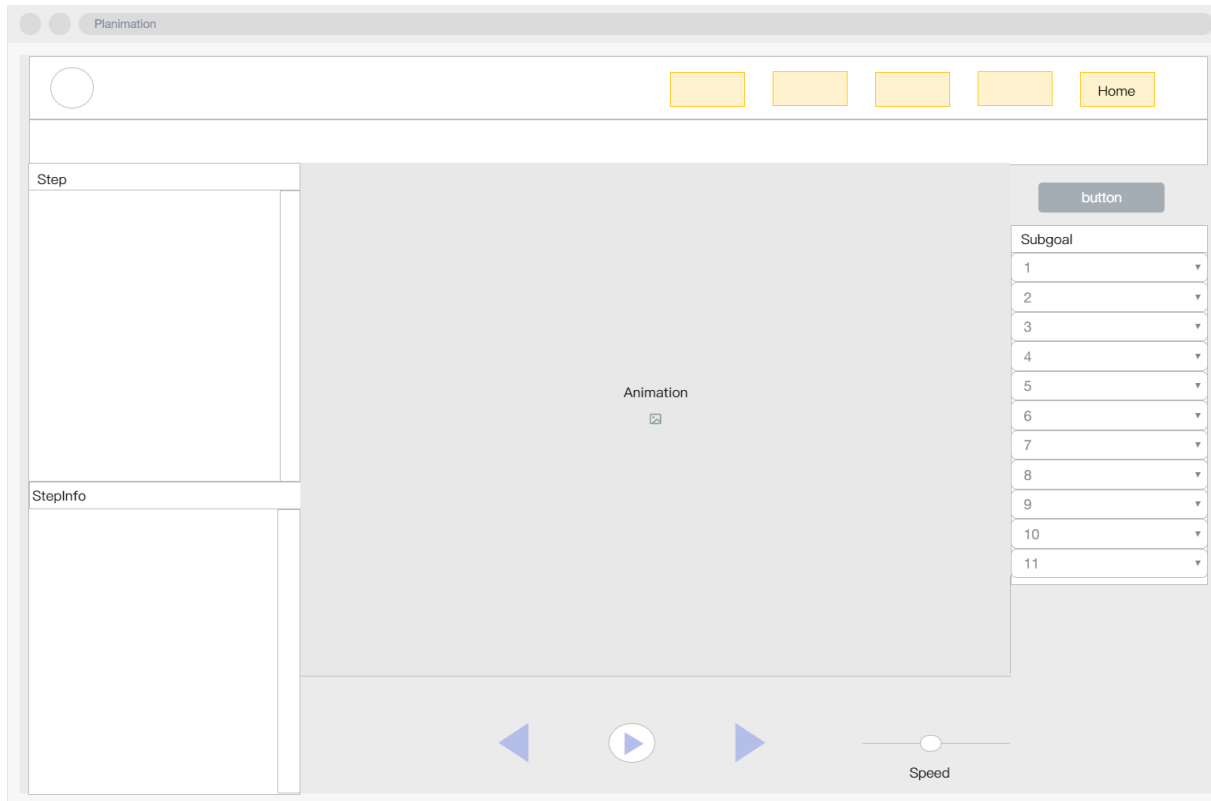 Planimation
Home
Step
button
Subgoal
1
2
3
4
5
6
7
8
9
10
11
Animation
StepInfo
Speed